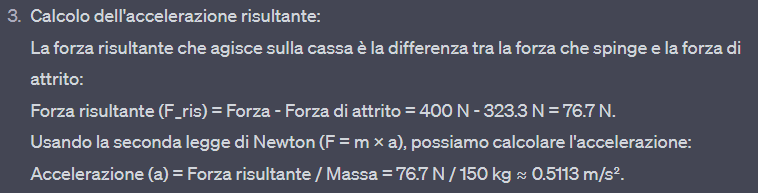 3. Calcolo dell'accelerazione risultante:
La forza risultante che agisce sulla cassa è la differenza tra la forza che spinge e la forza di
attrito:
Forza risultante (F_ris) = Forza - Forza di attrito = 400 N - 323.3 N = 76.7 N.
Usando la seconda legge di Newton (F = m × a), possiamo calcolare l'accelerazione:
Accelerazione (a) = Forza risultante / Massa = 76.7 N / 150 kg ≈ 0.5113 m/s².